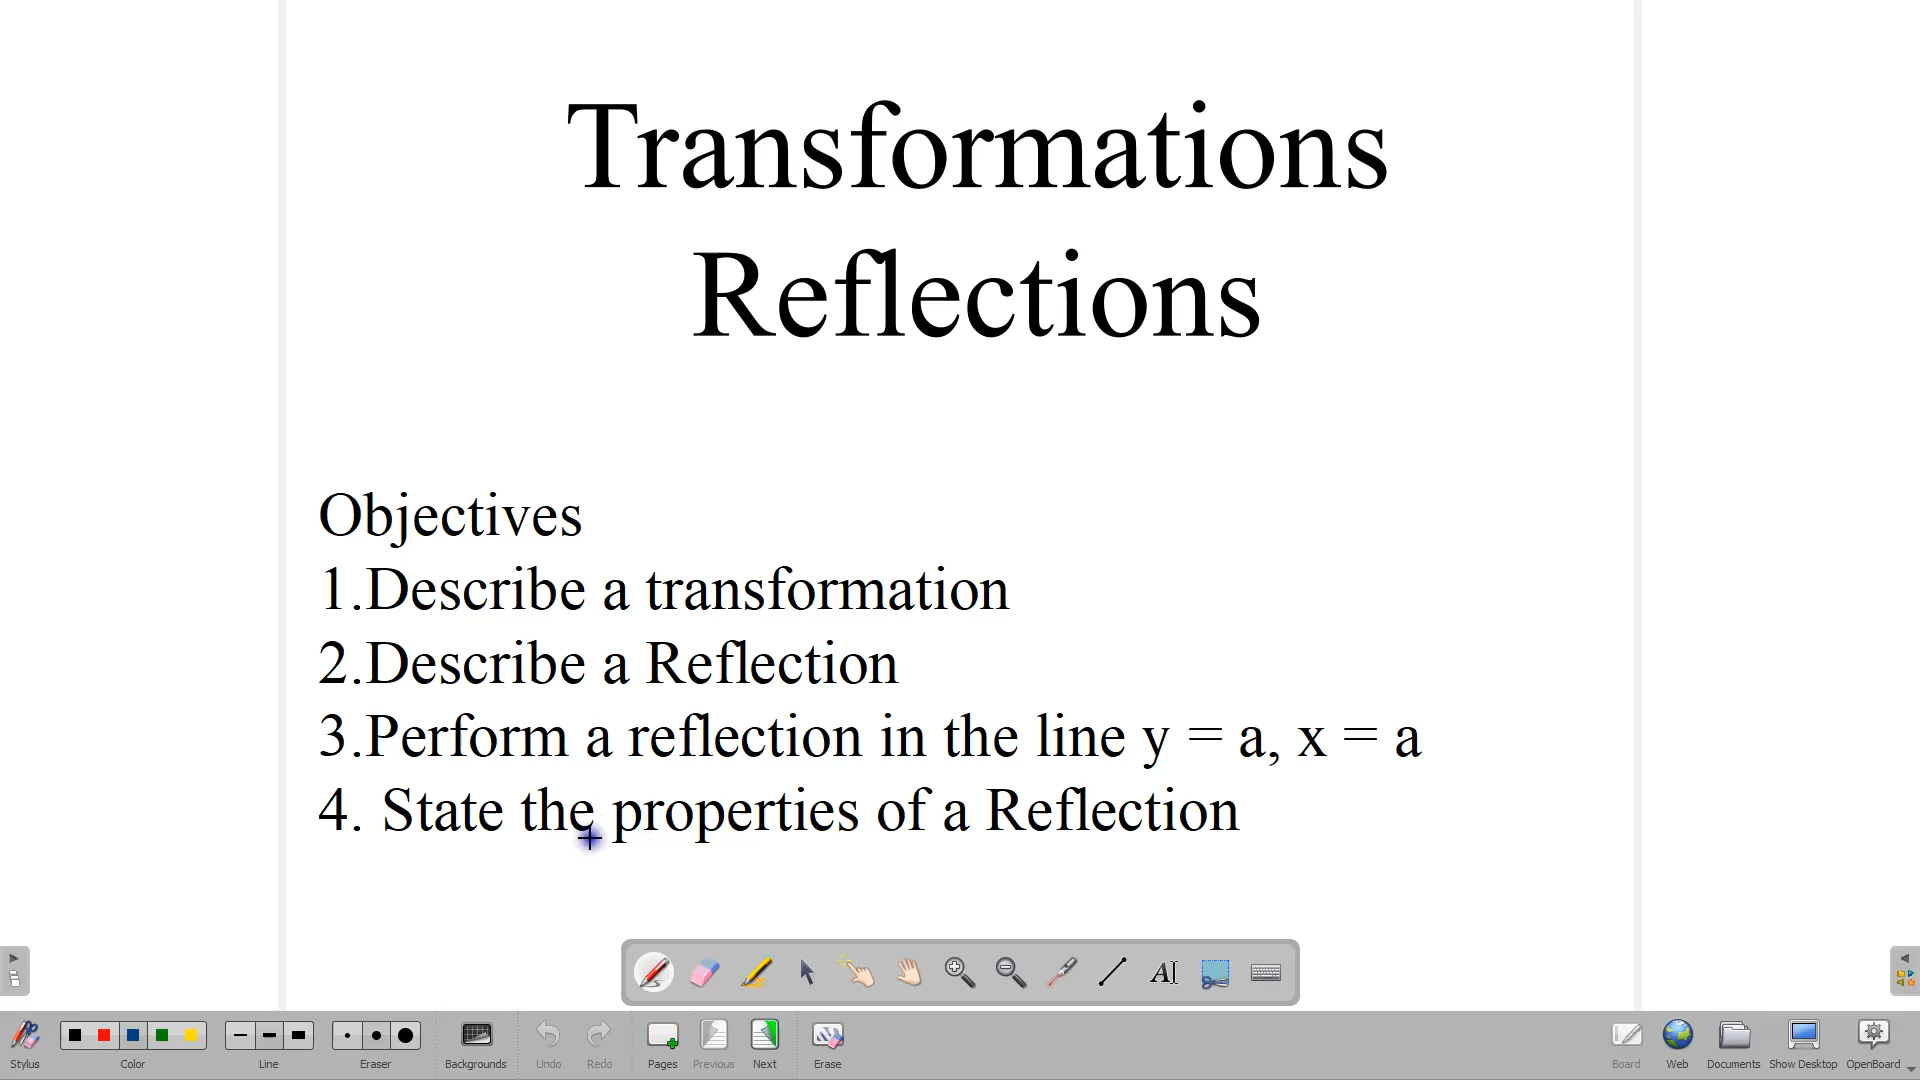 Transformations
Reflections
Objectives
1.Describe a transformation
2.Describe a Reflection
3.Perform a reflection in the line y = a, x = a
4. State the properties of a Reflection
AI
Stylus
Color
Line
Eraser
Backgrounds
Undo
Redo
Pages
Previous
Next
Erase
Board
Web
Documents
Show Desktop
OpenBoard